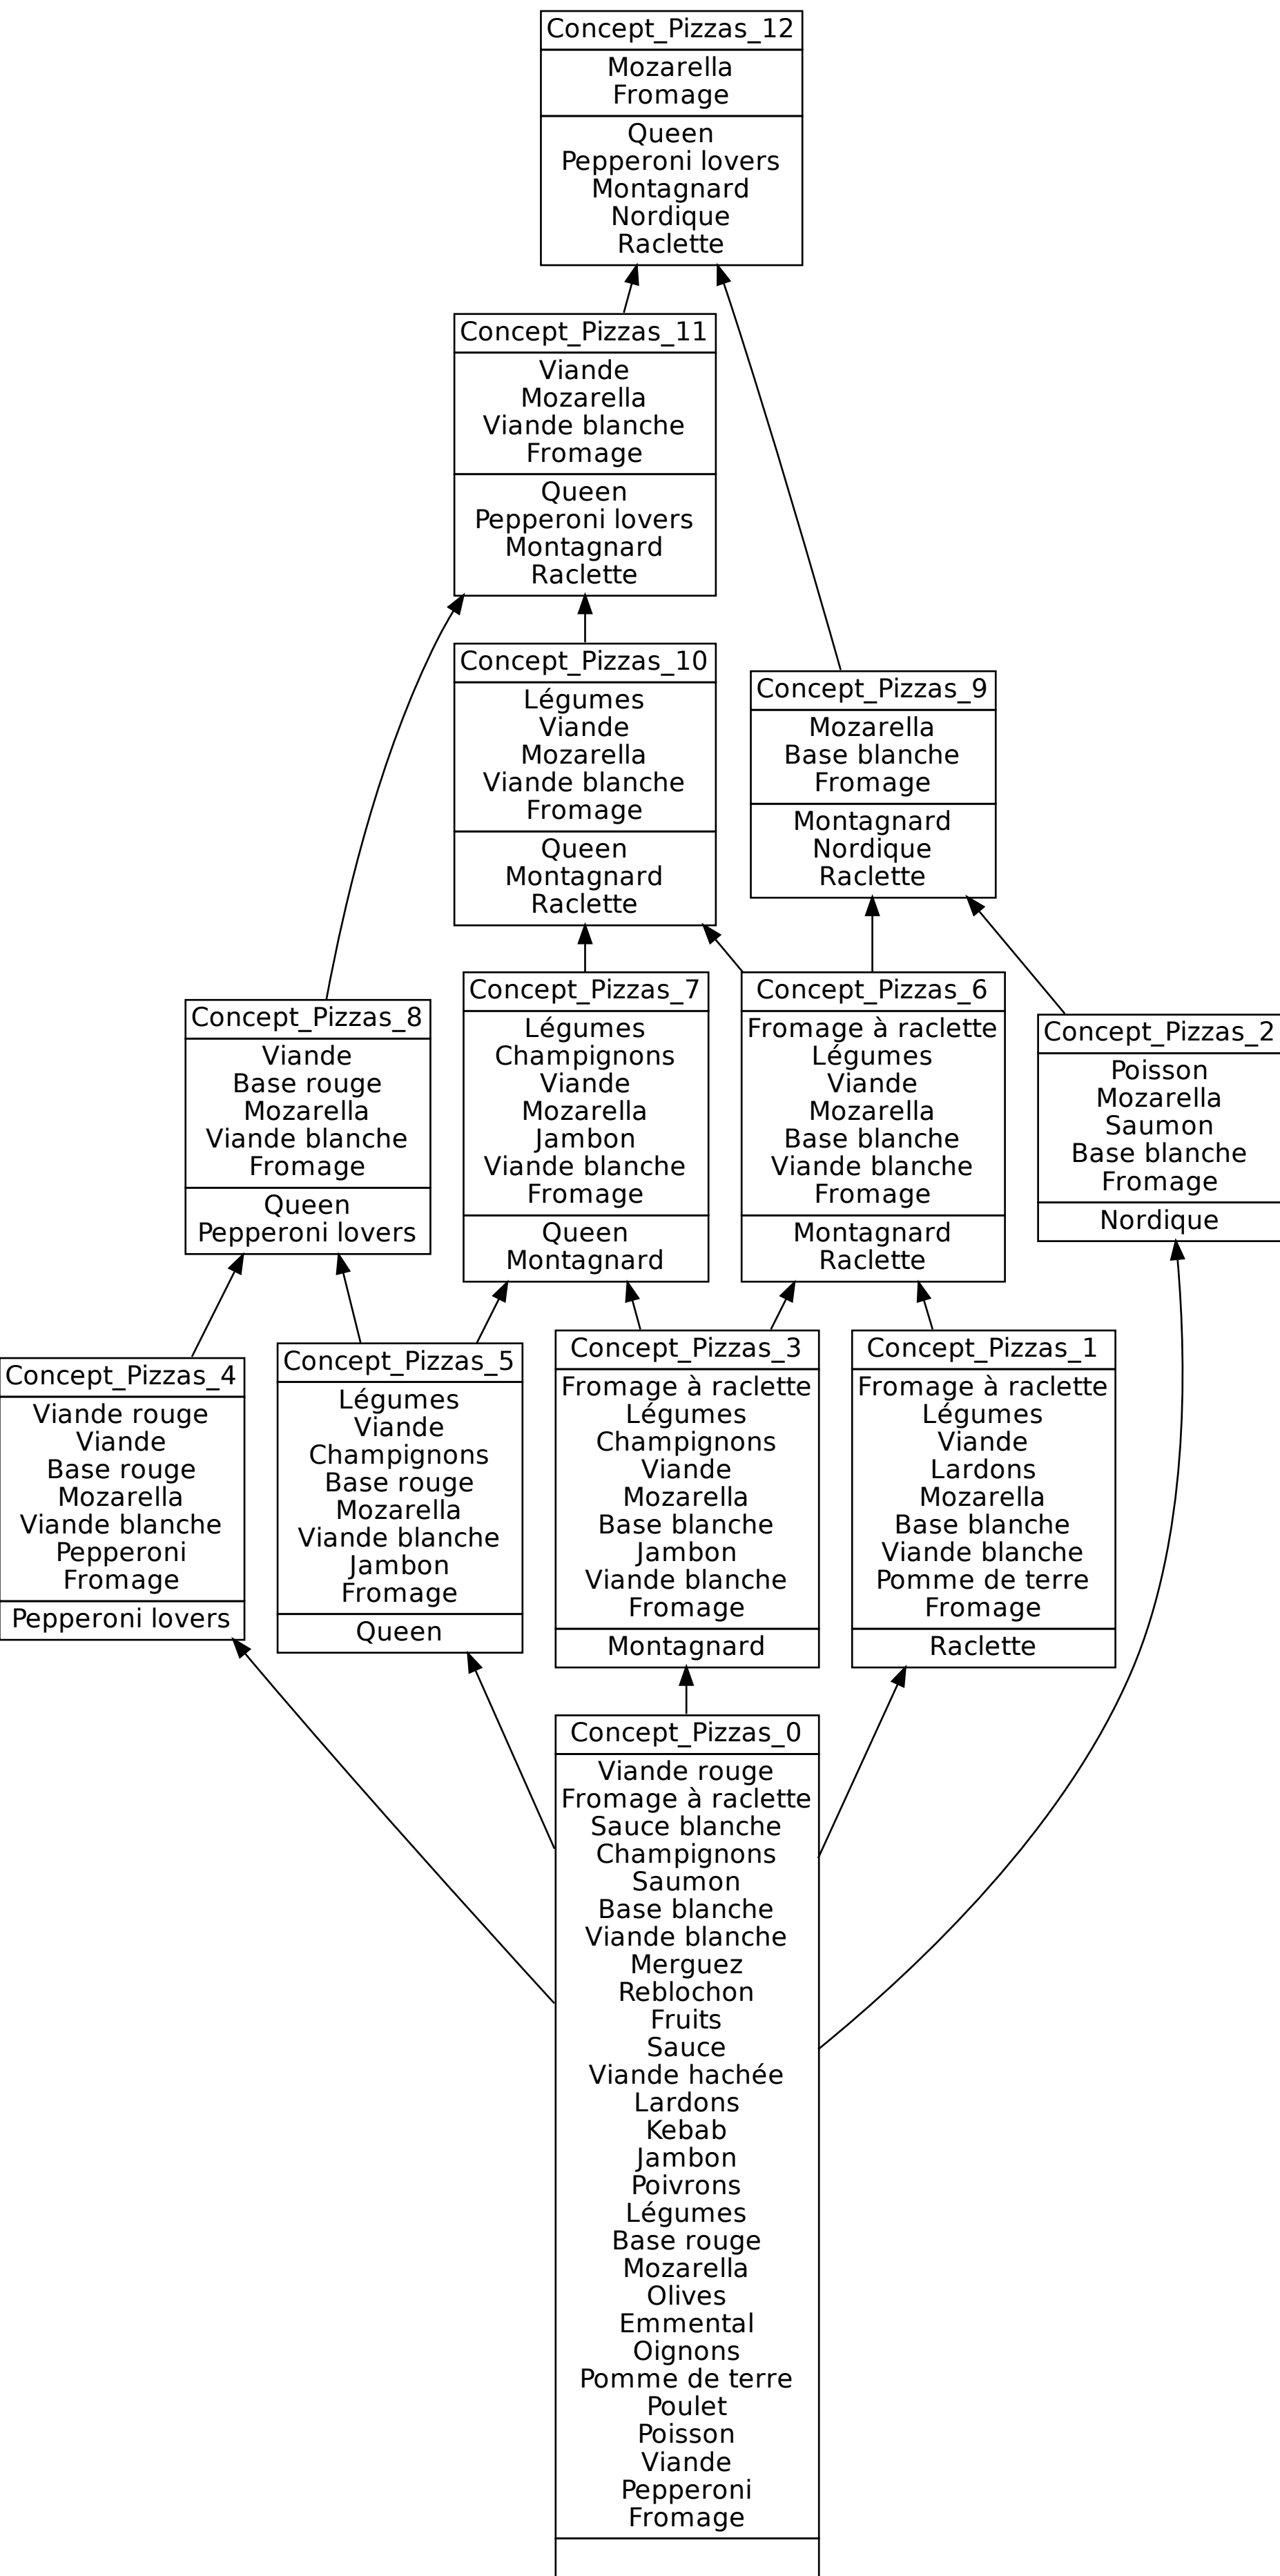 Concept_Pizzas_12
Mozarella
Fromage
Queen
Pepperoni lovers
Montagnard
Nordique
Raclette
Concept_Pizzas_11
Viande
Mozarella
Viande blanche
Fromage
Queen
Pepperoni lovers
Montagnard
Raclette
Concept_Pizzas_10
Légumes
Viande
Mozarella
Viande blanche
Fromage
Queen
Montagnard
Raclette
Concept_Pizzas_9
Mozarella
Base blanche
Fromage
Montagnard
Nordique
Raclette
Concept_Pizzas_8
Viande
Base rouge
Mozarella
Viande blanche
Fromage
Queen
Pepperoni lovers
Concept_Pizzas_7
Légumes
Champignons
Viande
Mozarella
Jambon
Viande blanche
Fromage
Queen
Montagnard
Concept_Pizzas_6
Fromage à raclette
Légumes
Viande
Mozarella
Base blanche
Viande blanche
Fromage
Montagnard
Raclette
Concept_Pizzas_2
Poisson
Mozarella
Saumon
Base blanche
Fromage
Nordique
Concept_Pizzas_4
Viande rouge
Viande
Base rouge
Mozarella
Viande blanche
Pepperoni
Fromage
Pepperoni lovers
Concept_Pizzas_5
Légumes
Viande
Champignons
Base rouge
Mozarella
Viande blanche
Jambon
Fromage
Queen
Concept_Pizzas_3
Fromage à raclette
Légumes
Champignons
Viande
Mozarella
Base blanche
Jambon
Viande blanche
Fromage
Montagnard
Concept_Pizzas_1
Fromage à raclette
Légumes
Viande
Lardons
Mozarella
Base blanche
Viande blanche
Pomme de terre
Fromage
Raclette
Concept_Pizzas_0
Viande rouge
Fromage à raclette
Sauce blanche
Champignons
Saumon
Base blanche
Viande blanche
Merguez
Reblochon
Fruits
Sauce
Viande hachée
Lardons
Kebab
Jambon
Poivrons
Légumes
Base rouge
Mozarella
Olives
Emmental
Oignons
Pomme de terre
Poulet
Poisson
Viande
Pepperoni
Fromage